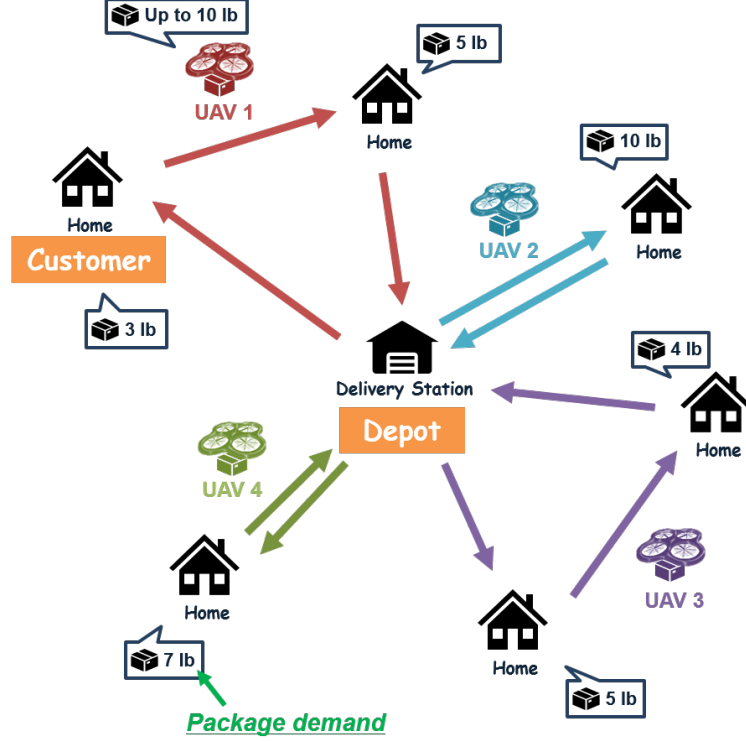 Up to 10 lb
UAV 1
5 lb
Home
10 lb
Home
Customer
3 lb
UAV 2
Home
Delivery Station
Depot
4 lb
Home
UAV 4
Home
7 lb
Package demand
UAV 3
Home
5 lb